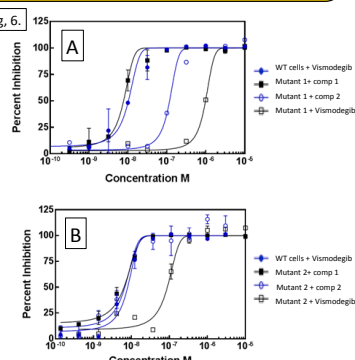 g, 6.
A
Percent Inhibition
125
100
75
50
25
0
10-10 10-9 10-8 10-7 10-6 10-5
Concentration M
WT cells + Vismodegib
Mutant 1+ comp 1
Mutant 1 + comp 2
Mutant 1 + Vismodegib
B
Percent Inhibition
125
100
75
50
25
0
10-10 10-9 10-8 10-7 10-6 10-5
Concentration M
WT cells + Vismodegib
Mutant 2+ comp 1
Mutant 2 + comp 2
Mutant 2 + Vismodegib